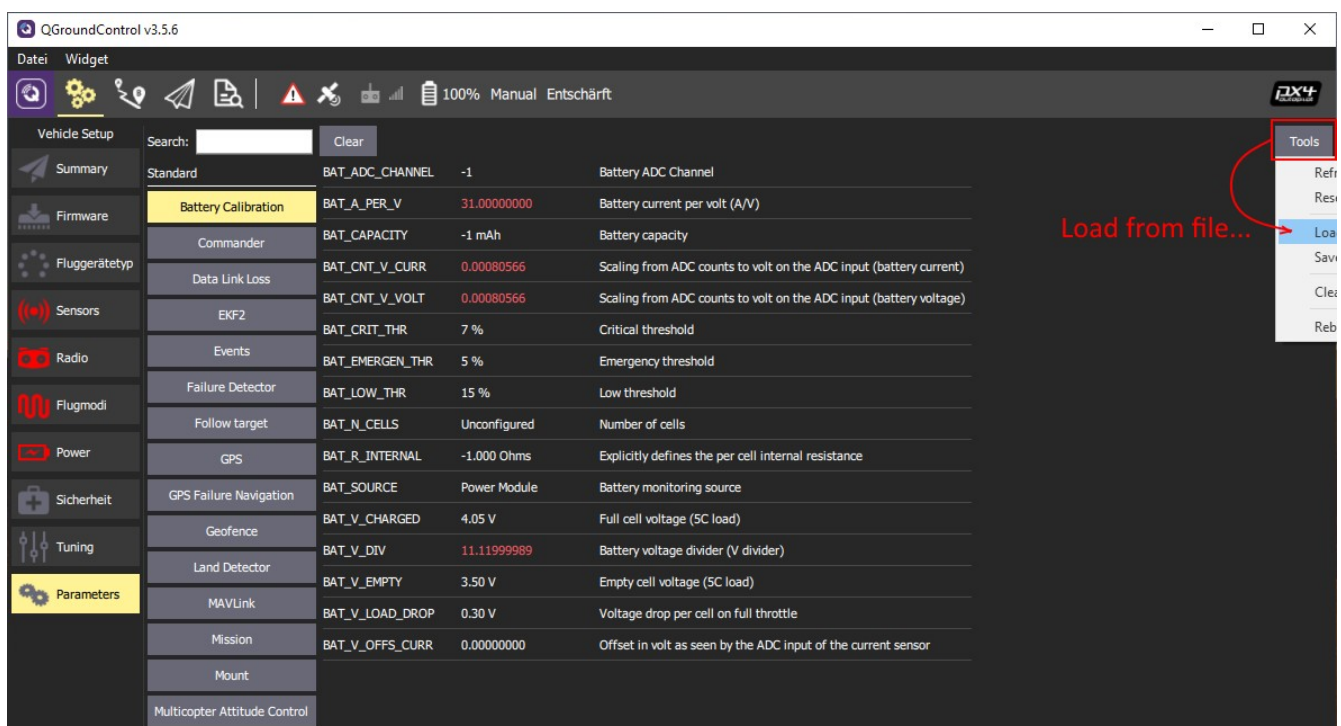 QGroundControl v3.5.6
Datei Widget
100% Manual Entschärft
px4
autopilot
Vehicle Setup
Summary
Firmware
Fluggerätetyp
Sensors
Radio
Flugmodi
Power
Sicherheit
Tuning
Parameters
Search:
Clear
Tools
Standard
Battery Calibration
Commander
Data Link Loss
EKF2
Events
Failure Detector
Follow target
GPS
GPS Failure Navigation
Geofence
Land Detector
MAVLink
Mission
Mount
Multicopter Attitude Control
BAT_ADC_CHANNEL -1 Battery ADC Channel
BAT_A_PER_V 31.00000000 Battery current per volt (A/V)
BAT_CAPACITY -1 mAh Battery capacity
BAT_CNT_V_CURR 0.00080566 Scaling from ADC counts to volt on the ADC input (battery current)
BAT_CNT_V_VOLT 0.00080566 Scaling from ADC counts to volt on the ADC input (battery voltage)
BAT_CRIT_THR 7 % Critical threshold
BAT_EMERGEN_THR 5 % Emergency threshold
BAT_LOW_THR 15 % Low threshold
BAT_N_CELLS Unconfigured Number of cells
BAT_R_INTERNAL -1.000 Ohms Explicitly defines the per cell internal resistance
BAT_SOURCE Power Module Battery monitoring source
BAT_V_CHARGED 4.05 V Full cell voltage (5C load)
BAT_V_DIV 11.11999989 Battery voltage divider (V divider)
BAT_V_EMPTY 3.50 V Empty cell voltage (5C load)
BAT_V_LOAD_DROP 0.30 V Voltage drop per cell on full throttle
BAT_V_OFFS_CURR 0.00000000 Offset in volt as seen by the ADC input of the current sensor
Load from file...
Refr
Rese
Loa
Save
Clea
Reb